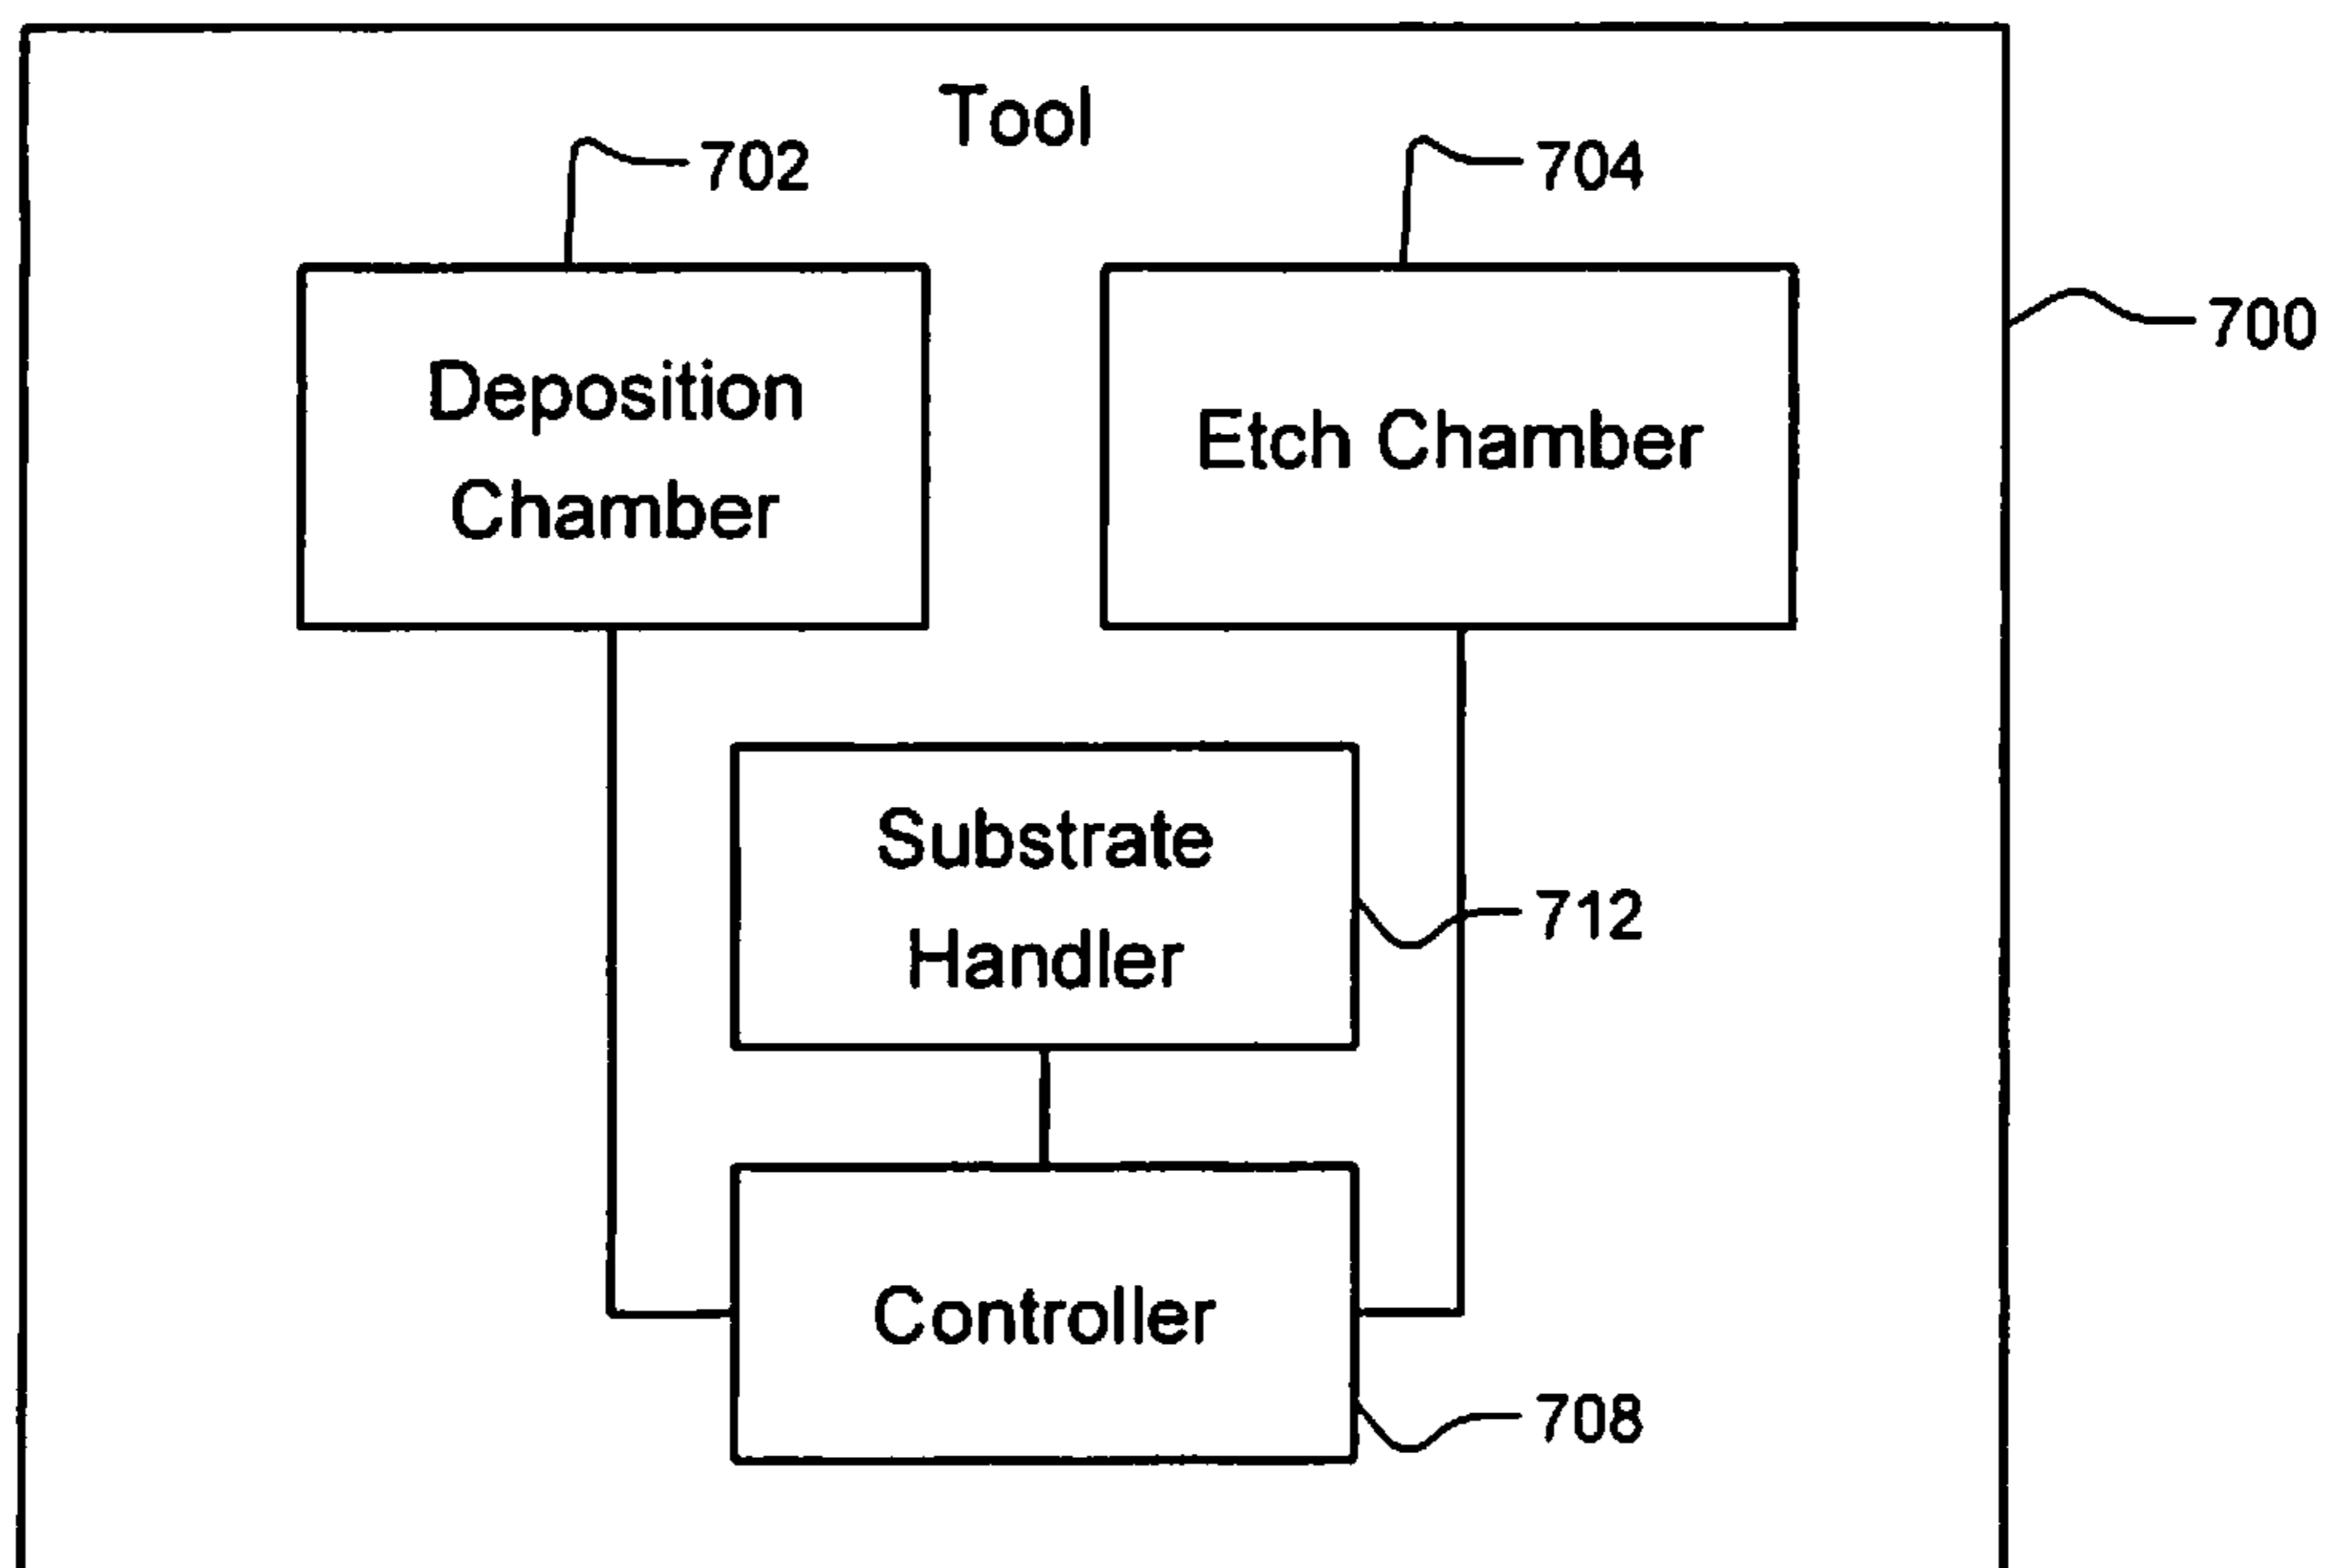 Tool
702
704
700
Deposition
Chamber
Etch Chamber
Substrate
Handler
712
Controller
708